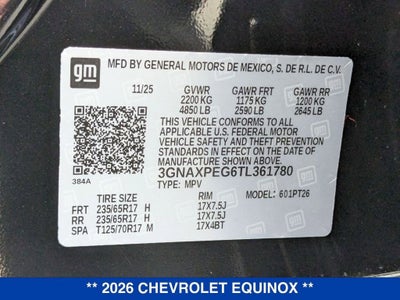 gm
MFD BY GENERAL MOTORS DE MEXICO, S. DE R.L. DE C.V.
11/25 GVWR GAWR FRT GAWR RR
2200 KG 1175 KG 1200 KG
4850 LB 2590 LB 2645 LB
THIS VEHICLE CONFORMS TO ALL
APPLICABLE U.S. FEDERAL MOTOR
VEHICLE SAFETY AND THEFT
PREVENTION STANDARDS IN EFFECT
ON THE DATE OF MANUFACTURE
SHOWN ABOVE.
3GNAXPEG6TL361780
384A TYPE: MPV
TIRE SIZE RIM MODEL: 601PT26
FRT 235/65R17 H 17X7.5J
RR 235/65R17 H 17X7.5J
SPA T125/70R17 M 17X4BT
** 2026 CHEVROLET EQUINOX **